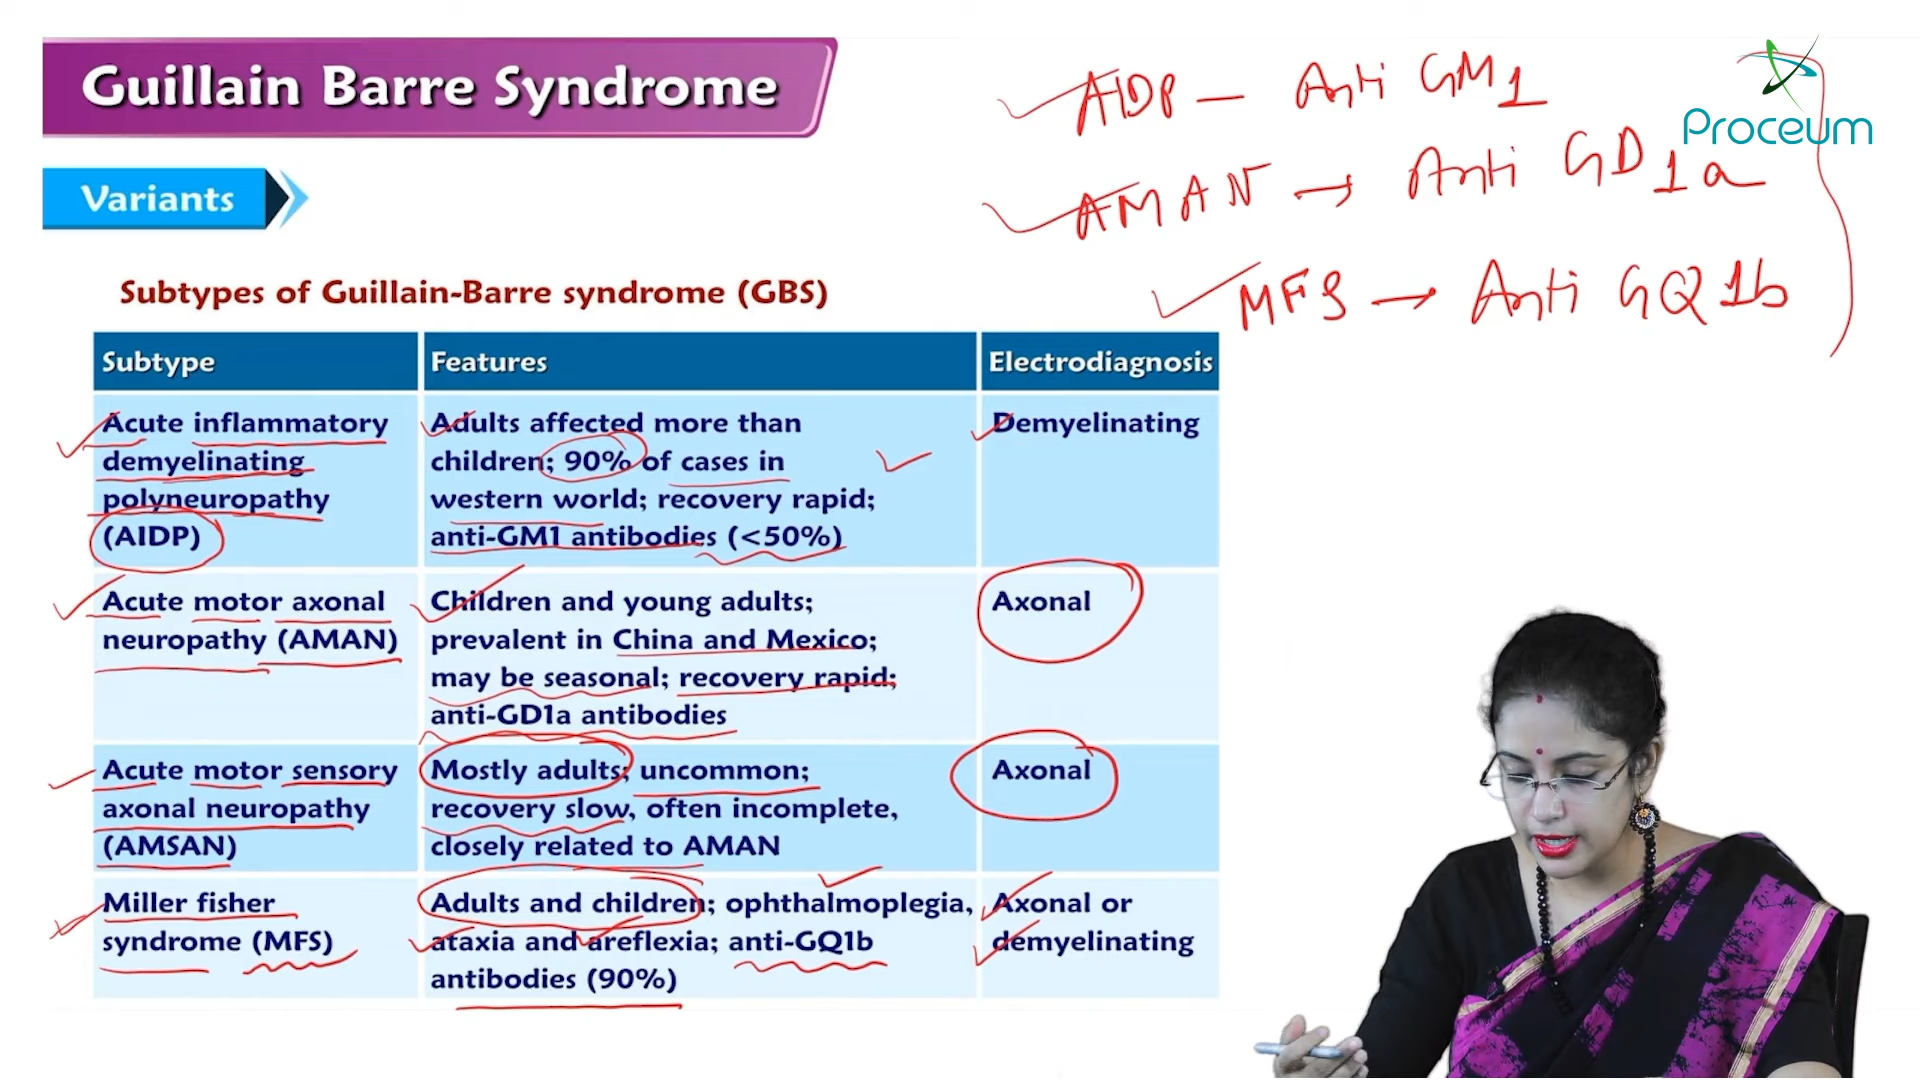 Guillain Barre Syndrome
Variants
AIDP – Anti GM1
AMAN → Anti GD1a
MFS → Anti GQ1b
Proceum
Subtypes of Guillain-Barre syndrome (GBS)
Subtype Features Electrodiagnosis
Acute inflammatory
demyelinating
polyneuropathy
(AIDP)
Adults affected more than
children; 90% of cases in
western world; recovery rapid;
anti-GM1 antibodies (<50%)
Demyelinating
Acute motor axonal
neuropathy (AMAN)
Children and young adults;
prevalent in China and Mexico;
may be seasonal; recovery rapid;
anti-GD1a antibodies
Axonal
Acute motor sensory
axonal neuropathy
(AMSAN)
Mostly adults; uncommon;
recovery slow, often incomplete,
closely related to AMAN
Axonal
Miller fisher
syndrome (MFS)
Adults and children; ophthalmoplegia,
ataxia and areflexia; anti-GQ1b
antibodies (90%)
Axonal or
demyelinating